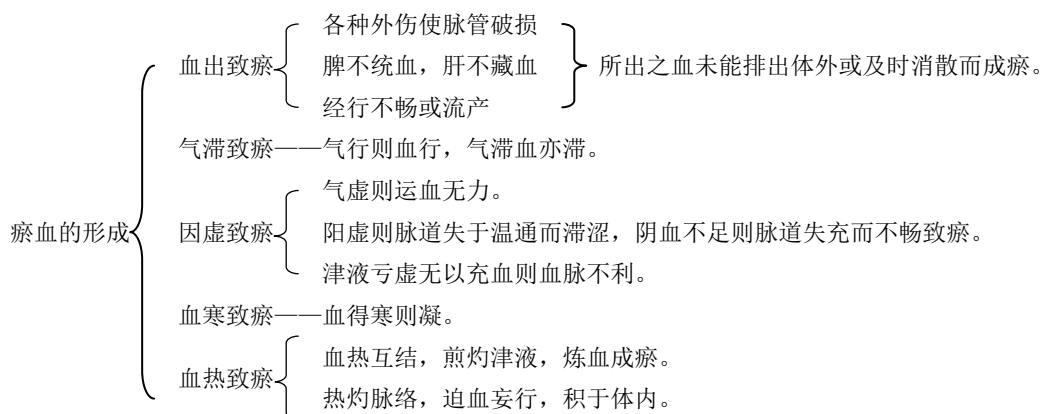 各种外伤使脉管破损
血出致瘀
脾不统血，肝不藏血
所出之血未能排出体外或及时消散而成瘀。
经行不畅或流产
气滞致瘀——气行则血行，气滞血亦滞。
气虚则运血无力。
瘀血的形成
因虚致瘀
阳虚则脉道失于温通而滞涩，阴血不足则脉道失充而不畅致瘀。
津液亏虚无以充血则血脉不利。
血寒致瘀——血得寒则凝。
血热致瘀
血热互结，煎灼津液，炼血成瘀。
热灼脉络，迫血妄行，积于体内。